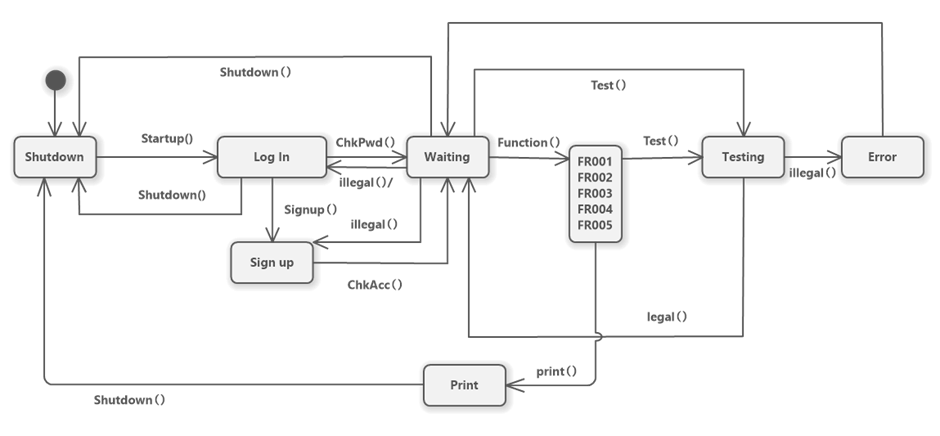 Shutdown()
Test()
Startup()
ChkPwd()
Function()
Test()
Shutdown
Log In
Waiting
FR001
FR002
FR003
FR004
FR005
Testing
Error
illegal()
illegal()/
Shutdown()
Signup()
illegal()
Sign up
ChkAcc()
legal()
print()
Print
Shutdown()